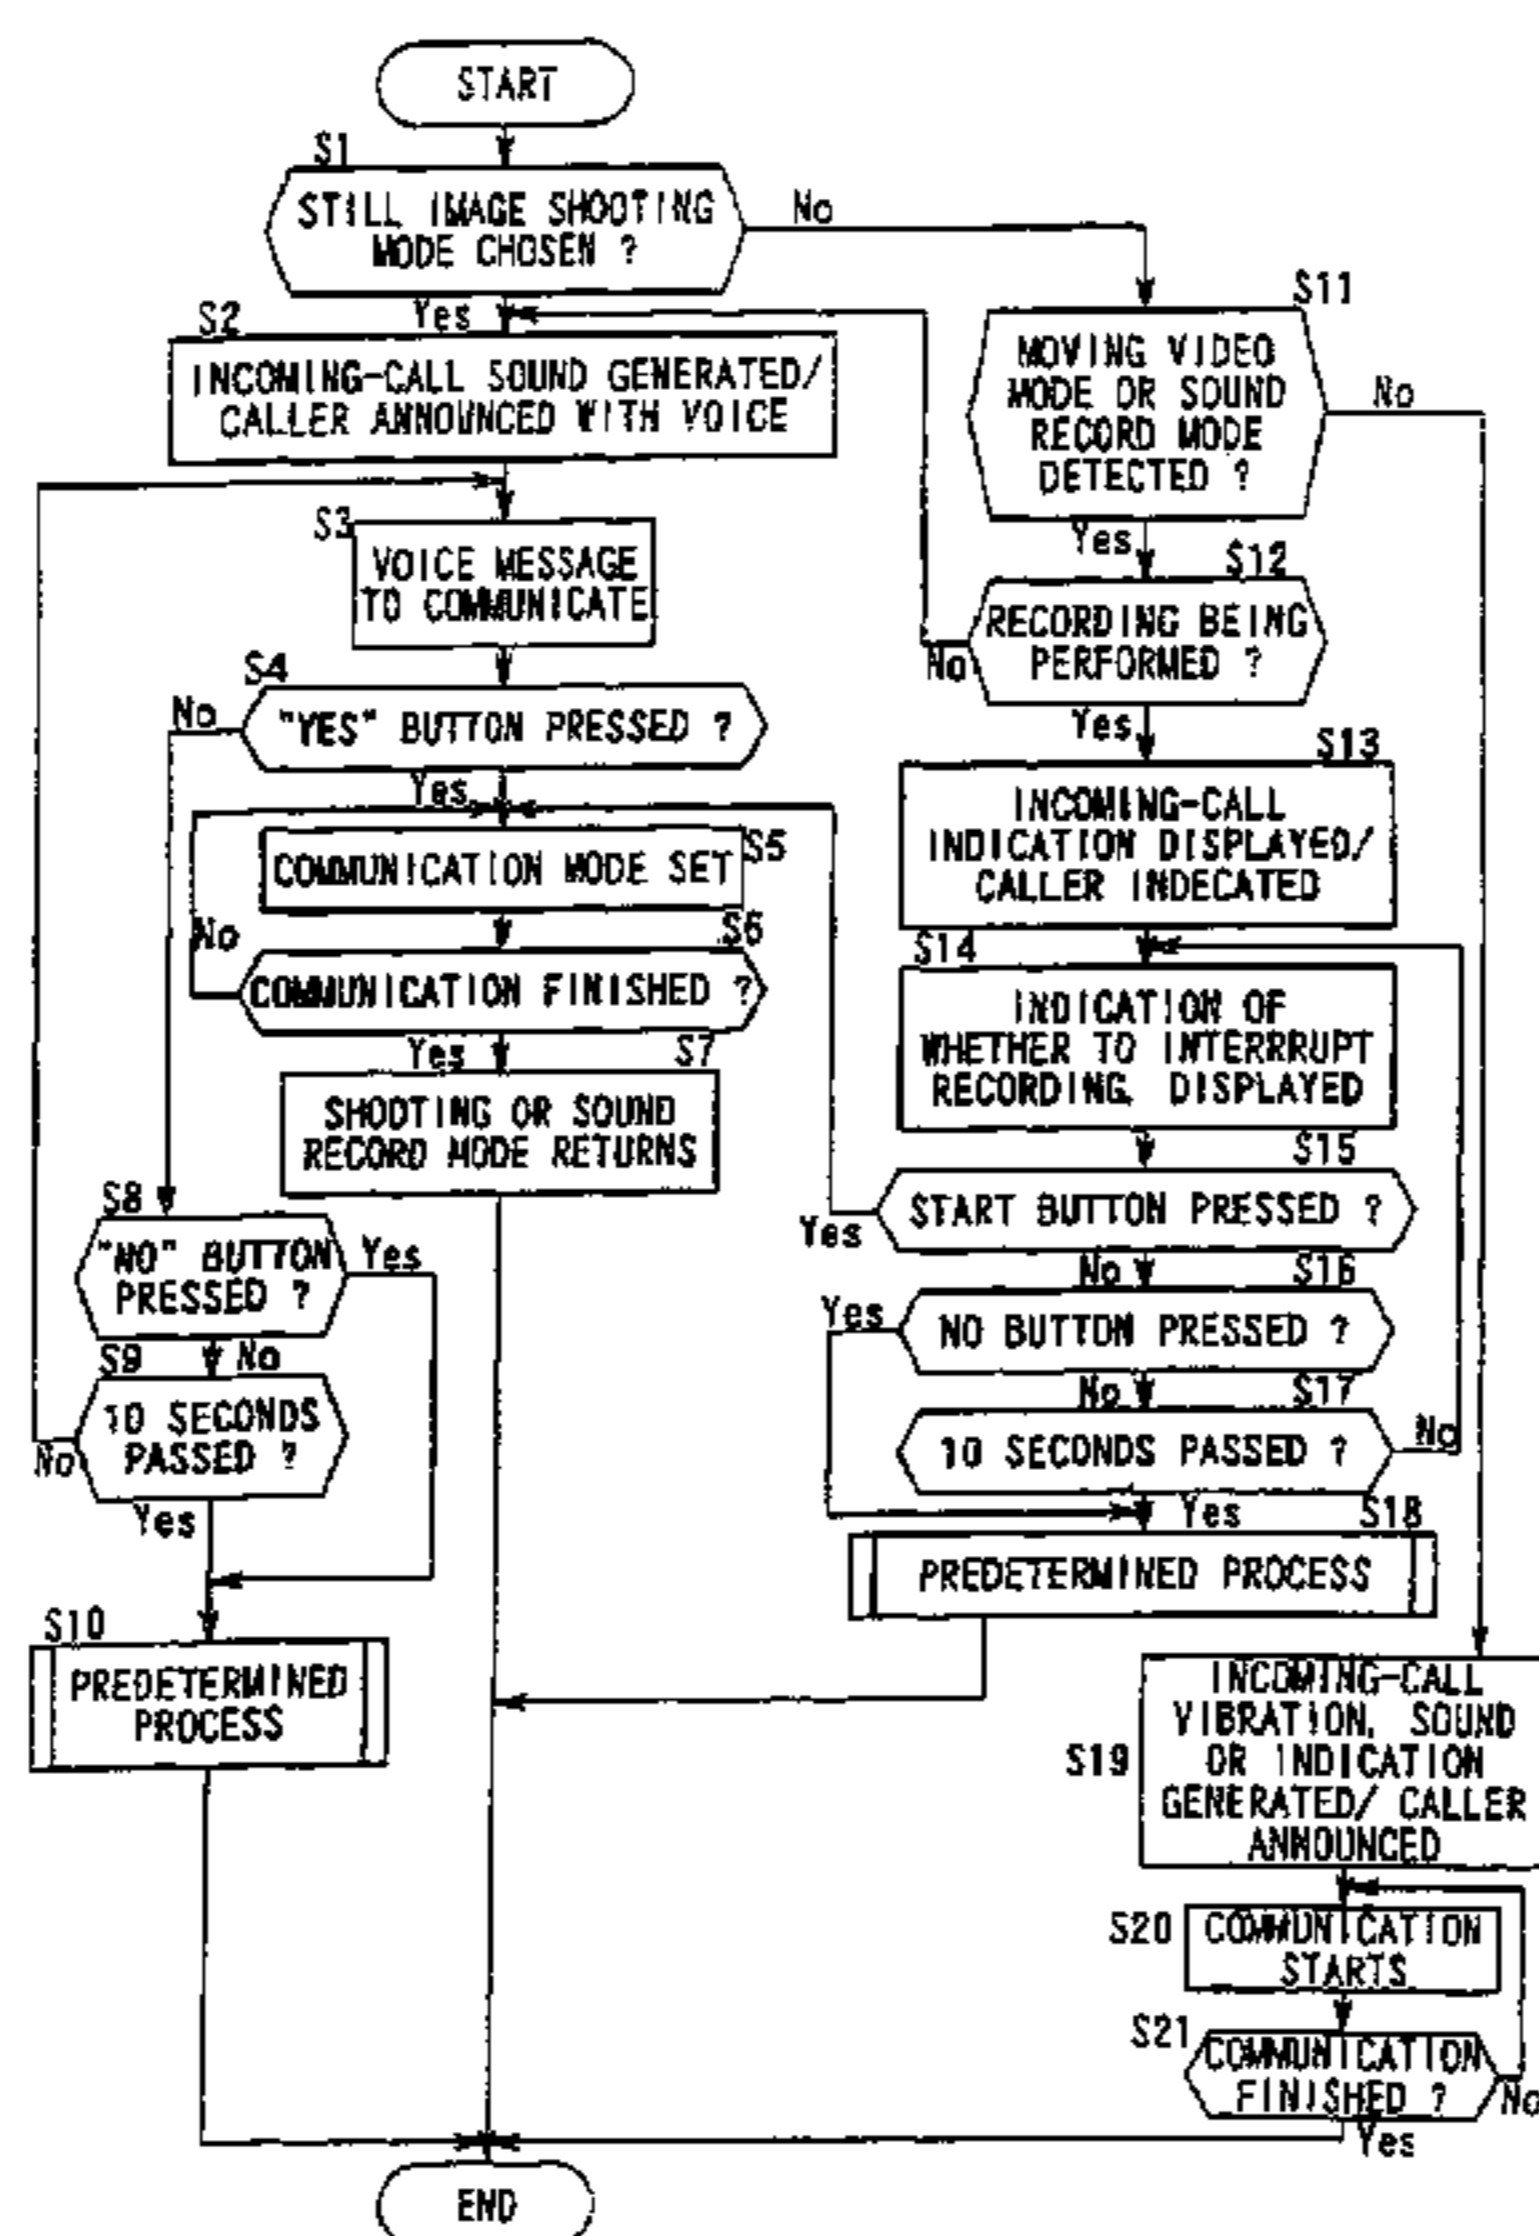 START
S1
STILL IMAGE SHOOTING
MODE CHOSEN ?
No
Yes
S2
INCOMING-CALL SOUND GENERATED/
CALLER ANNOUNCED WITH VOICE
S3
VOICE MESSAGE
TO COMMUNICATE
S4
"YES" BUTTON PRESSED ?
No
Yes
COMMUNICATION MODE SET
S5
No
S6
COMMUNICATION FINISHED ?
Yes
S7
SHOOTING OR SOUND
RECORD MODE RETURNS
S8
"NO" BUTTON
PRESSED ?
Yes
S9
No
10 SECONDS
PASSED ?
No
Yes
S10
PREDETERMINED
PROCESS
S11
MOVING VIDEO
MODE OR SOUND
RECORD MODE
DETECTED ?
No
Yes
S12
RECORDING BEING
PERFORMED ?
No
Yes
S13
INCOMING-CALL
INDICATION DISPLAYED/
CALLER INDECATED
S14
INDICATION OF
WHETHER TO INTERRRUPT
RECORDING, DISPLAYED
S15
START BUTTON PRESSED ?
Yes
No
S16
NO BUTTON PRESSED ?
Yes
No
S17
10 SECONDS PASSED ?
No
Yes
S18
PREDETERMINED PROCESS
S19
INCOMING-CALL
VIBRATION, SOUND
OR INDICATION
GENERATED/ CALLER
ANNOUNCED
S20
COMMUNICATION
STARTS
S21
COMMUNICATION
FINISHED ?
No
Yes
END